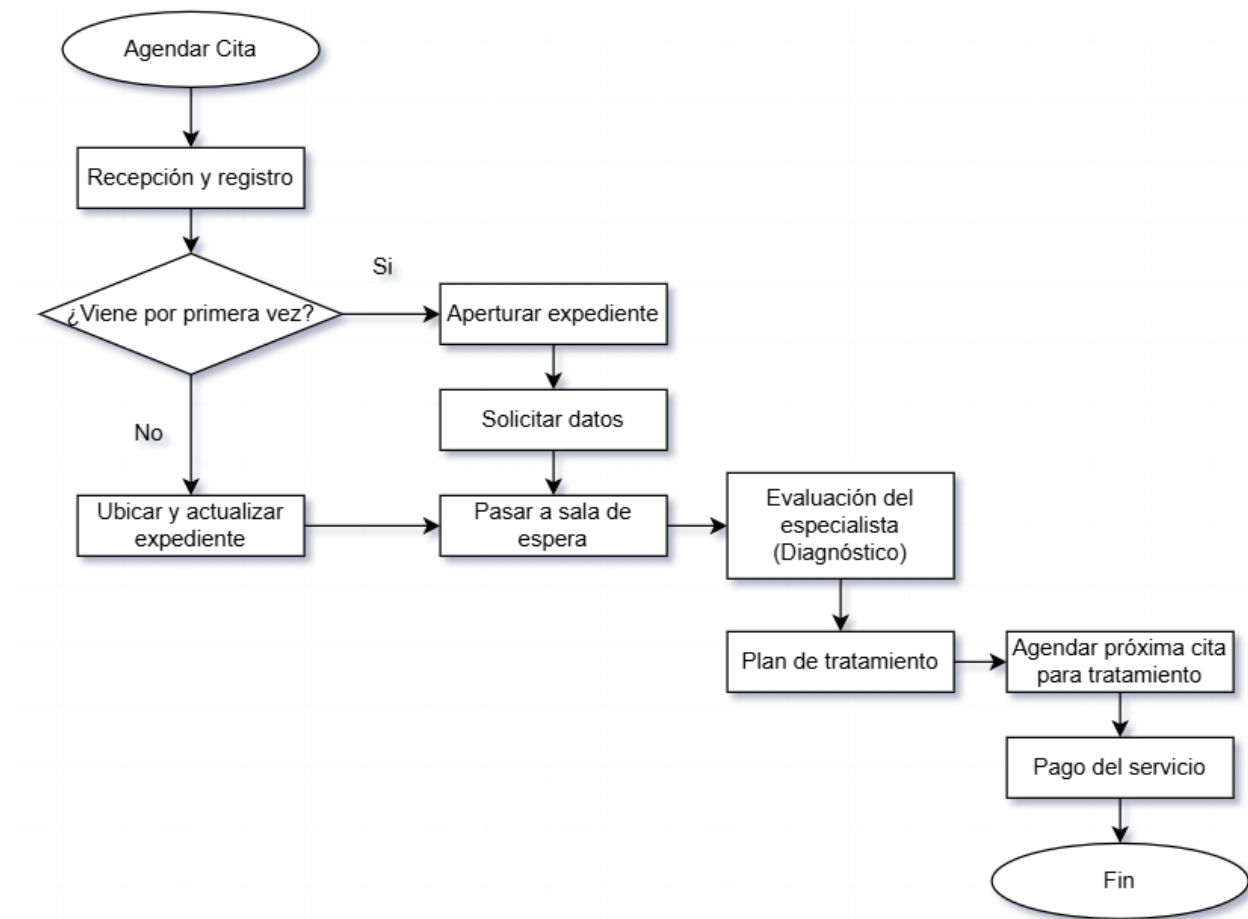 Agendar Cita
Recepción y registro
¿Viene por primera vez?
Si
Aperturar expediente
Solicitar datos
No
Ubicar y actualizar
expediente
Pasar a sala de
espera
Evaluación del
especialista
(Diagnóstico)
Plan de tratamiento
Agendar próxima cita
para tratamiento
Pago del servicio
Fin